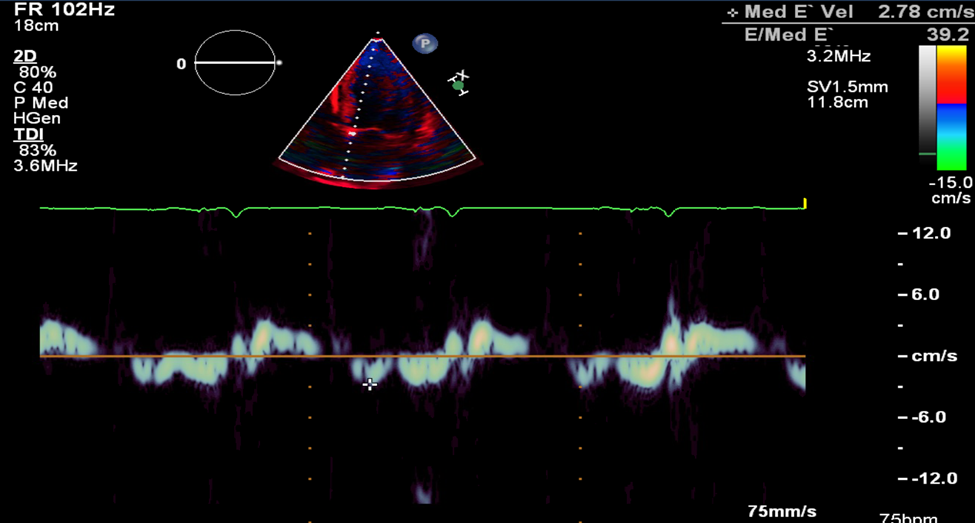 FR 102Hz
18cm
2D
80%
C 40
P Med
HGen
TDI
83%
3.6MHz
0
P
X
Med E` Vel 2.78 cm/s
E/Med E` 39.2
3.2MHz
SV1.5mm
11.8cm
-15.0
cm/s
12.0
6.0
cm/s
-6.0
-12.0
75mm/s
75bpm